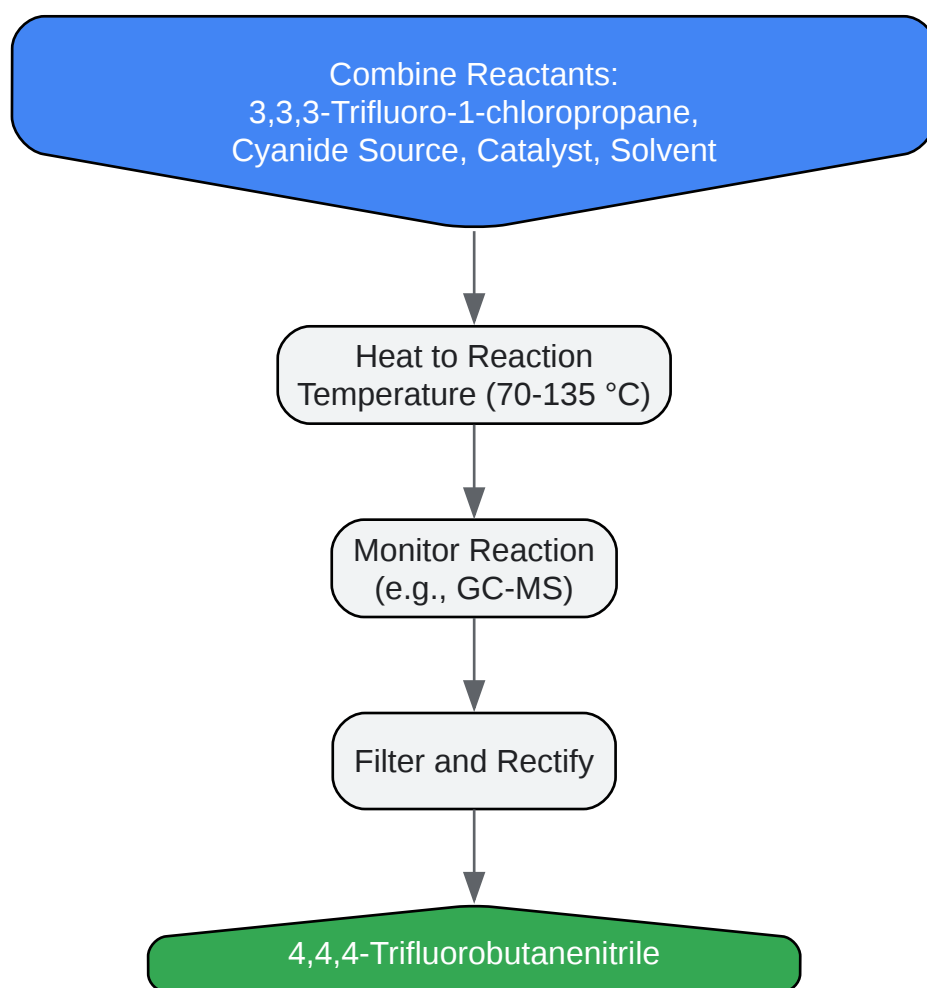 Combine Reactants:
3,3,3-Trifluoro-1-chloropropane,
Cyanide Source, Catalyst, Solvent
Heat to Reaction
Temperature (70-135 °C)
Monitor Reaction
(e.g., GC-MS)
Filter and Rectify
4,4,4-Trifluorobutanenitrile